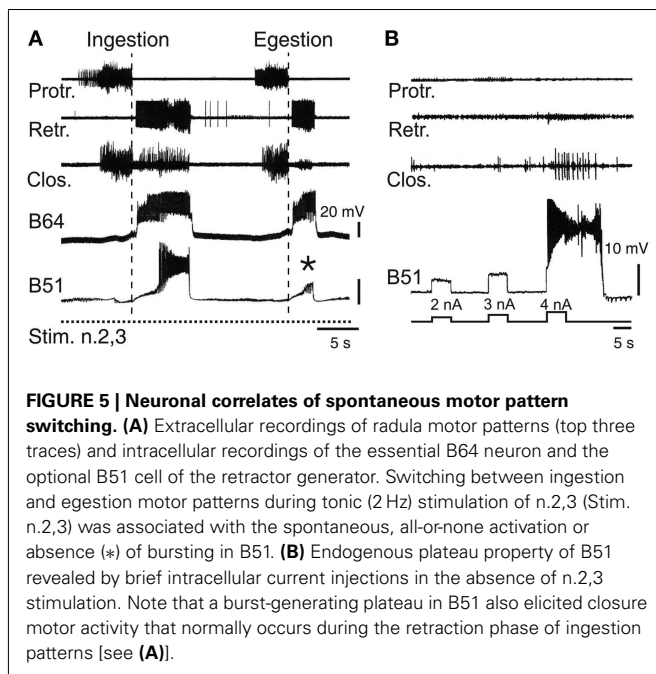 A
B
Ingestion
Egestion
Protr.
Retr.
Clos.
B64
20 mV
B51
*
Stim. n.2,3
5 s
Protr.
Retr.
Clos.
B51
10 mV
2 nA
3 nA
4 nA
5 s
FIGURE 5 | Neuronal correlates of spontaneous motor pattern
switching. (A) Extracellular recordings of radula motor patterns (top three
traces) and intracellular recordings of the essential B64 neuron and the
optional B51 cell of the retractor generator. Switching between ingestion
and egestion motor patterns during tonic (2 Hz) stimulation of n.2,3 (Stim.
n.2,3) was associated with the spontaneous, all-or-none activation or
absence (*) of bursting in B51. (B) Endogenous plateau property of B51
revealed by brief intracellular current injections in the absence of n.2,3
stimulation. Note that a burst-generating plateau in B51 also elicited closure
motor activity that normally occurs during the retraction phase of ingestion
patterns [see (A)].